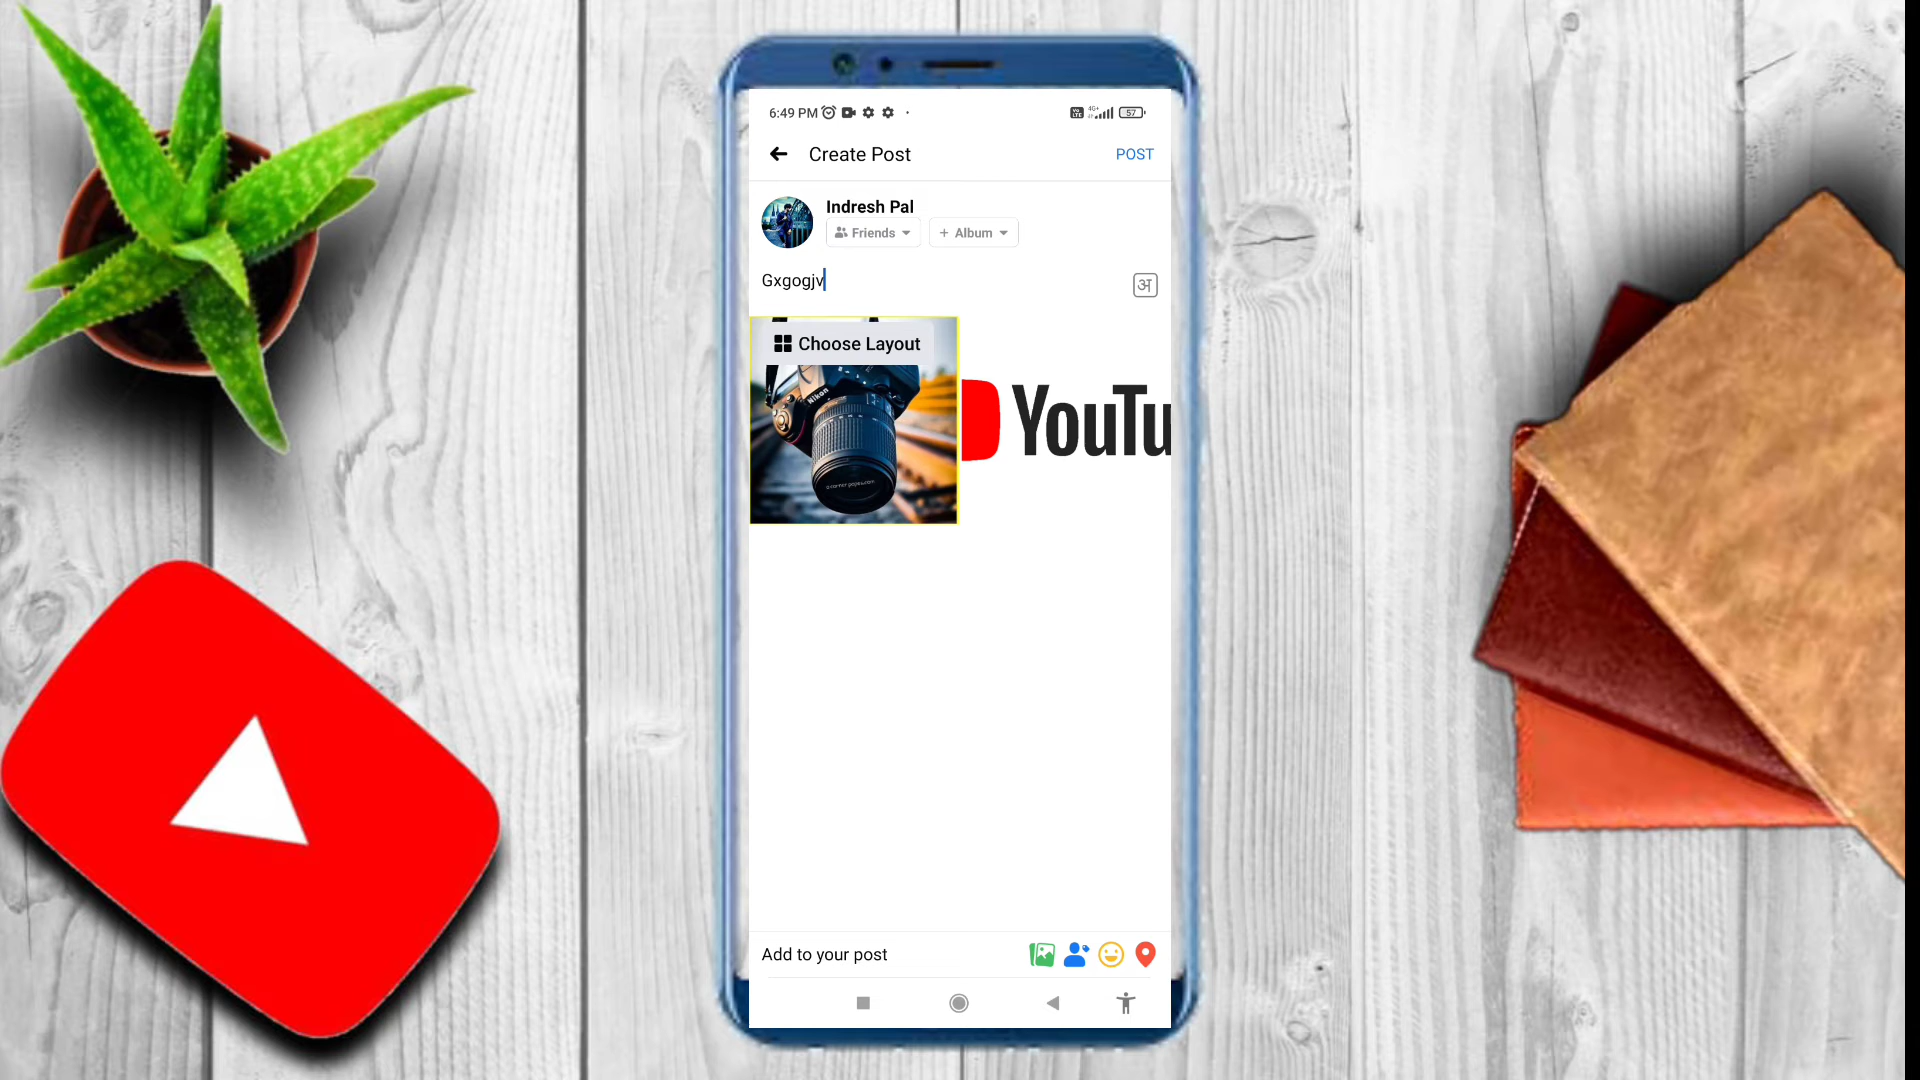 6:49 PM
57
Create Post
POST
Indresh Pal
Friends
+ Album
Gxgogjv
अ
Choose Layout
Nikon
YouTu
Add to your post